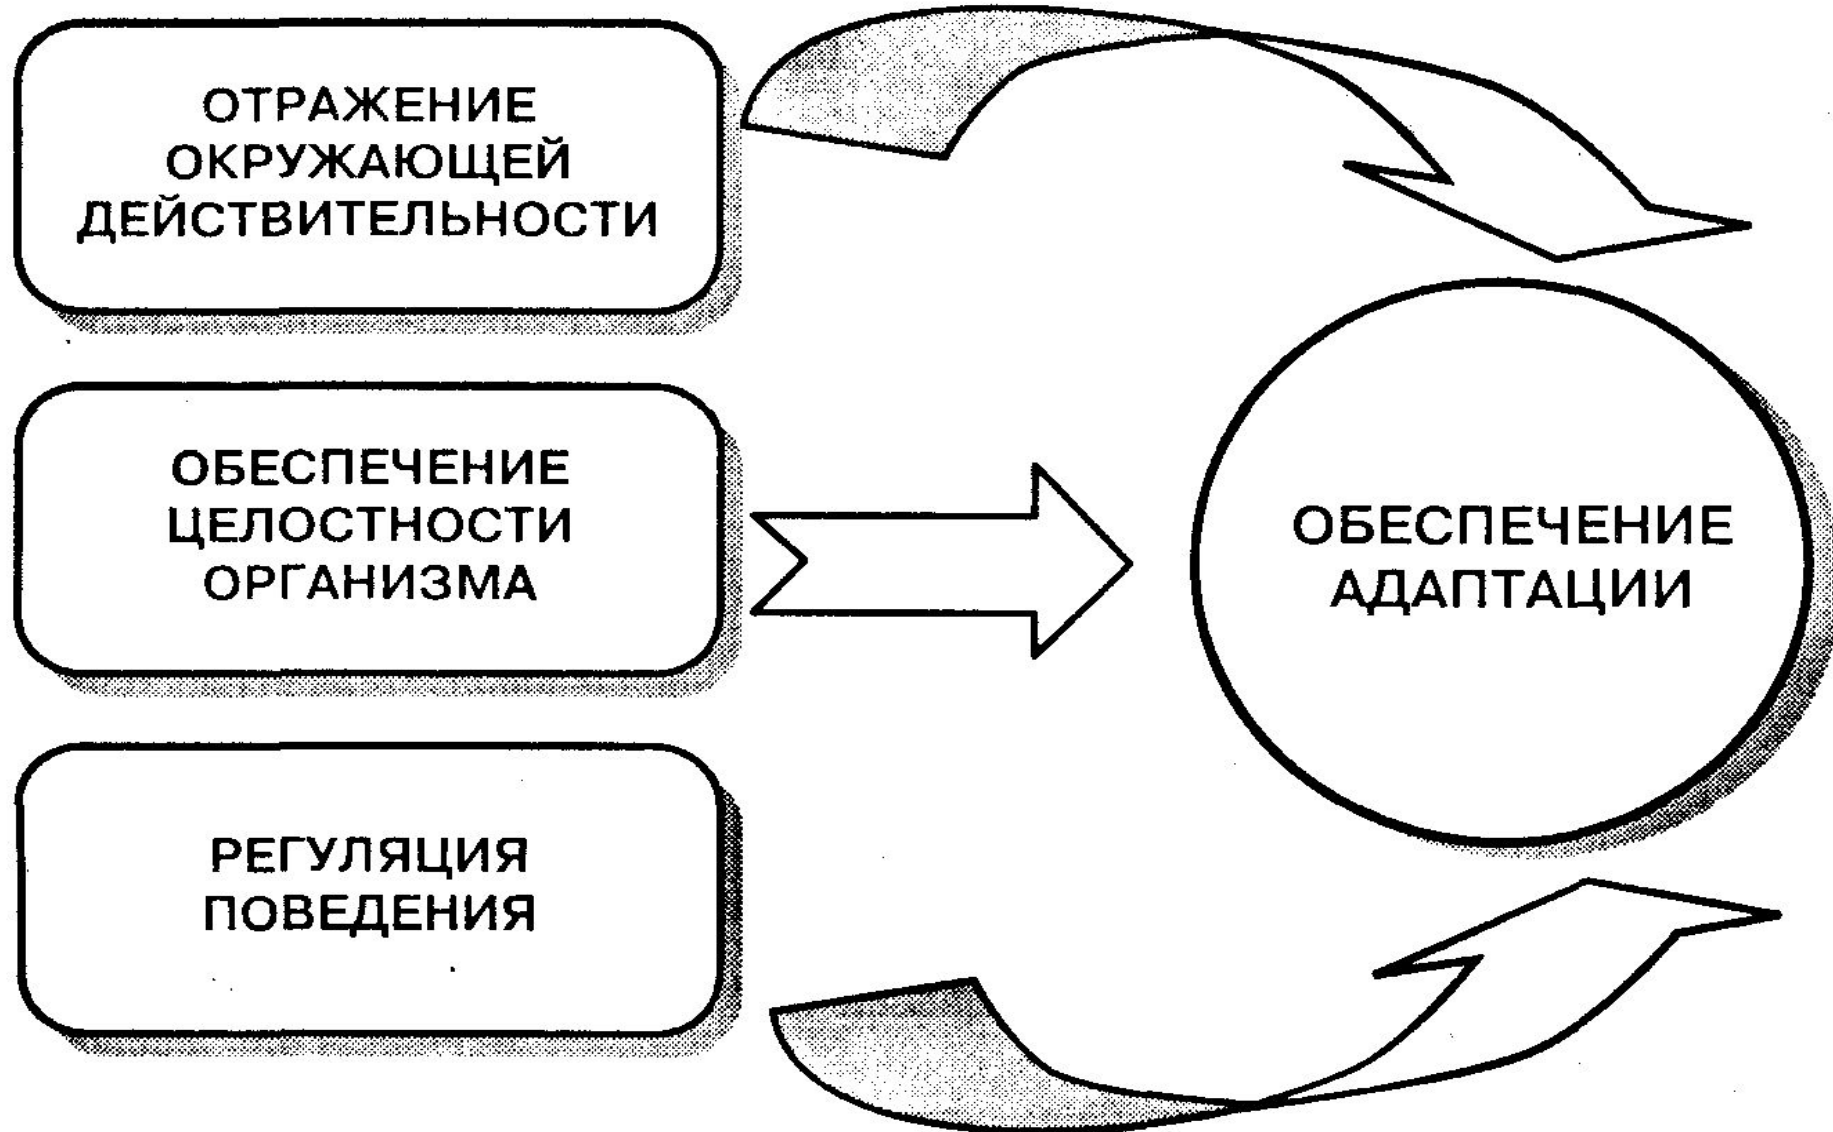 ОТРАЖЕНИЕ
ОКРУЖАЮЩЕЙ
ДЕЙСТВИТЕЛЬНОСТИ
ОБЕСПЕЧЕНИЕ
ЦЕЛОСТНОСТИ
ОРГАНИЗМА
РЕГУЛЯЦИЯ
ПОВЕДЕНИЯ
ОБЕСПЕЧЕНИЕ
АДАПТАЦИИ